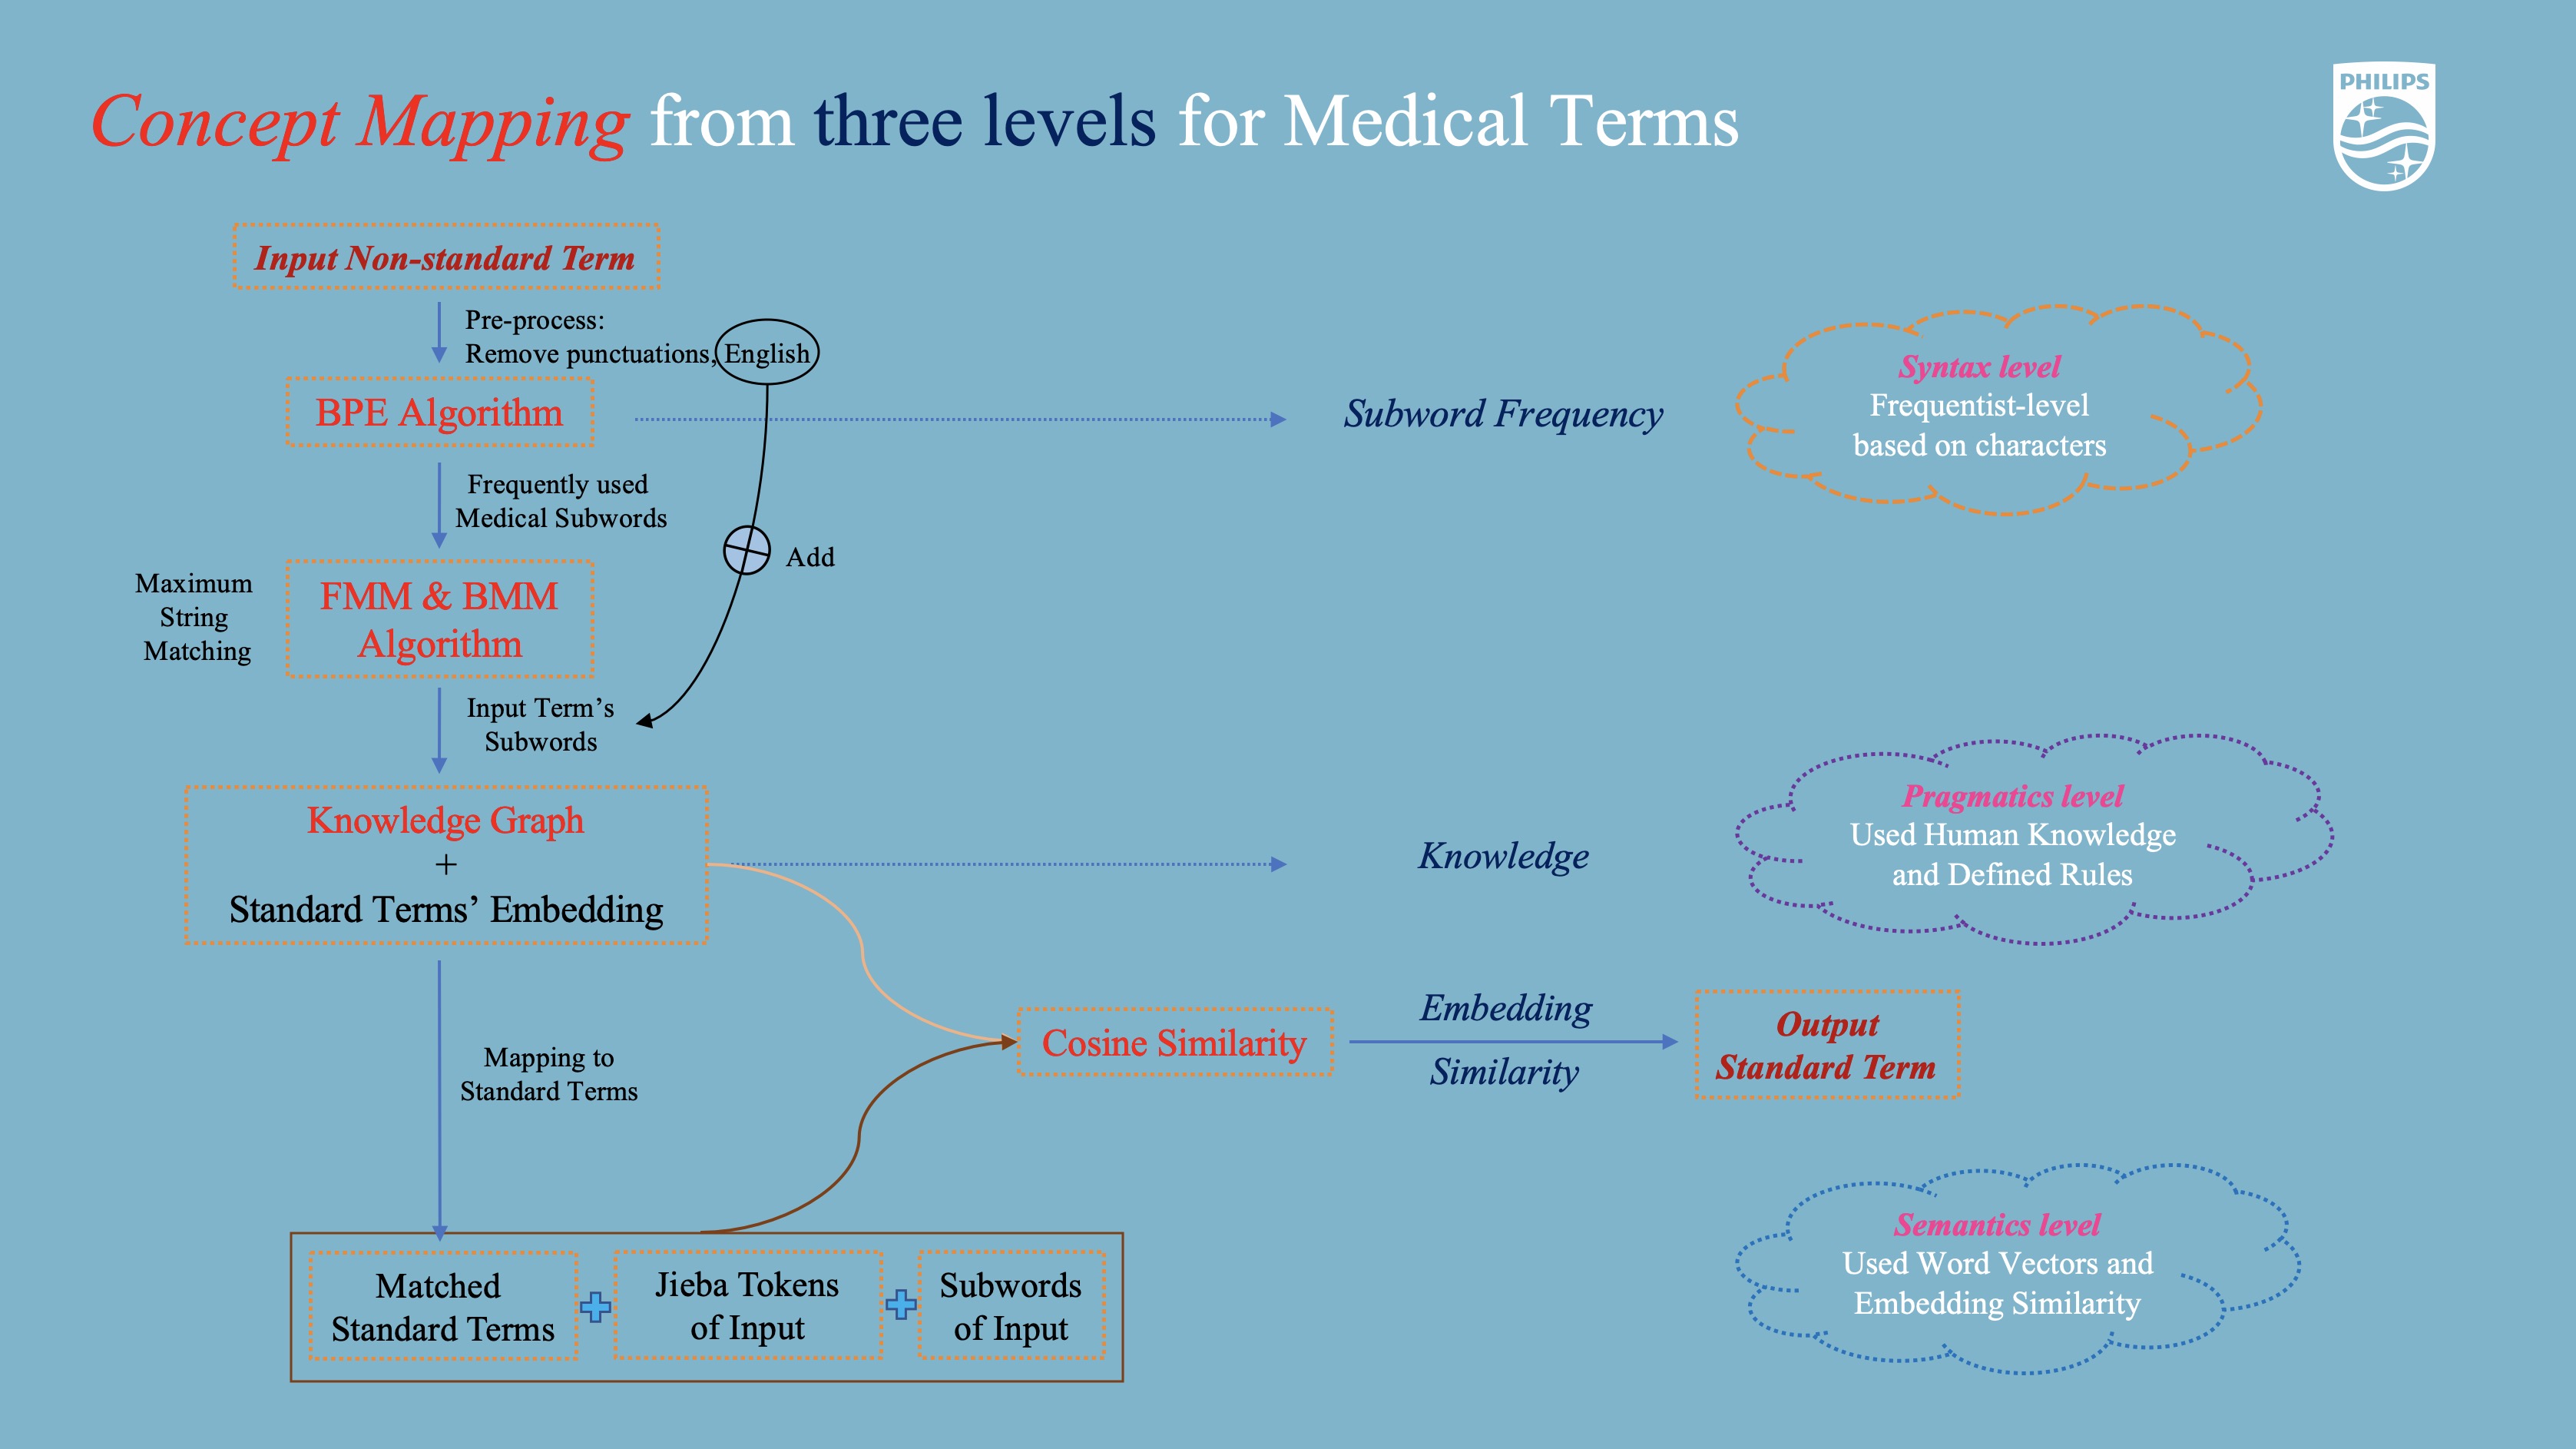 Concept Mapping from three levels for Medical Terms
PHILIPS
Input Non-standard Term
Pre-process:
Remove punctuations, English
BPE Algorithm
Subword Frequency
Syntax level
Frequentist-level
based on characters
Frequently used
Medical Subwords
Add
Maximum
String
Matching
FMM & BMM
Algorithm
Input Term’s
Subwords
Knowledge Graph
+
Standard Terms’ Embedding
Knowledge
Pragmatics level
Used Human Knowledge
and Defined Rules
Mapping to
Standard Terms
Cosine Similarity
Embedding
Similarity
Output
Standard Term
Semantics level
Used Word Vectors and
Embedding Similarity
Matched
Standard Terms
Jieba Tokens
of Input
Subwords
of Input